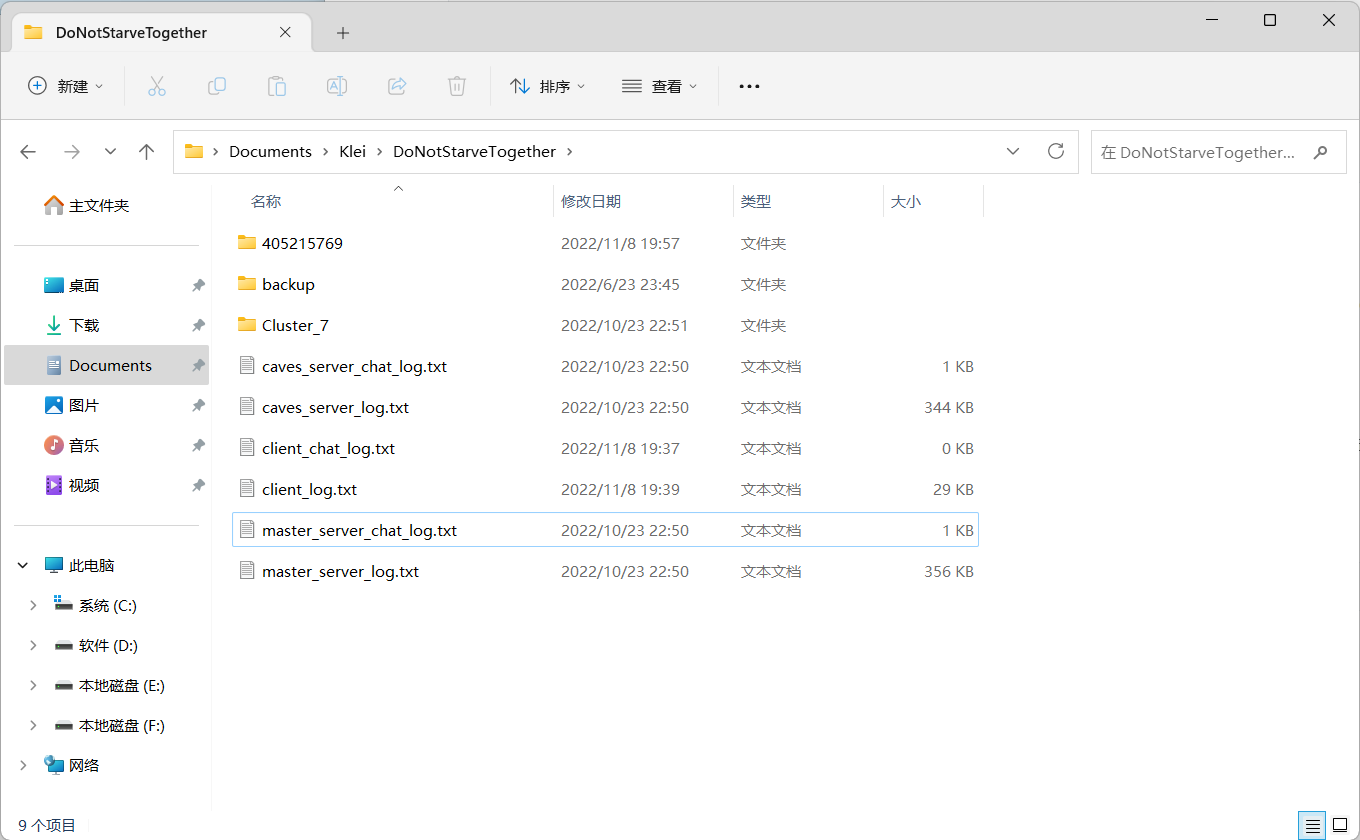 DoNotStarveTogether
新建
排序
查看
Documents
Klei
DoNotStarveTogether
在 DoNotStarveTogether...
主文件夹
桌面
下载
Documents
图片
音乐
视频
此电脑
系统 (C:)
软件 (D:)
本地磁盘 (E:)
本地磁盘 (F:)
网络
名称 修改日期 类型 大小
405215769 2022/11/8 19:57 文件夹
backup 2022/6/23 23:45 文件夹
Cluster_7 2022/10/23 22:51 文件夹
caves_server_chat_log.txt 2022/10/23 22:50 文本文档 1 KB
caves_server_log.txt 2022/10/23 22:50 文本文档 344 KB
client_chat_log.txt 2022/11/8 19:37 文本文档 0 KB
client_log.txt 2022/11/8 19:39 文本文档 29 KB
master_server_chat_log.txt 2022/10/23 22:50 文本文档 1 KB
master_server_log.txt 2022/10/23 22:50 文本文档 356 KB
9 个项目